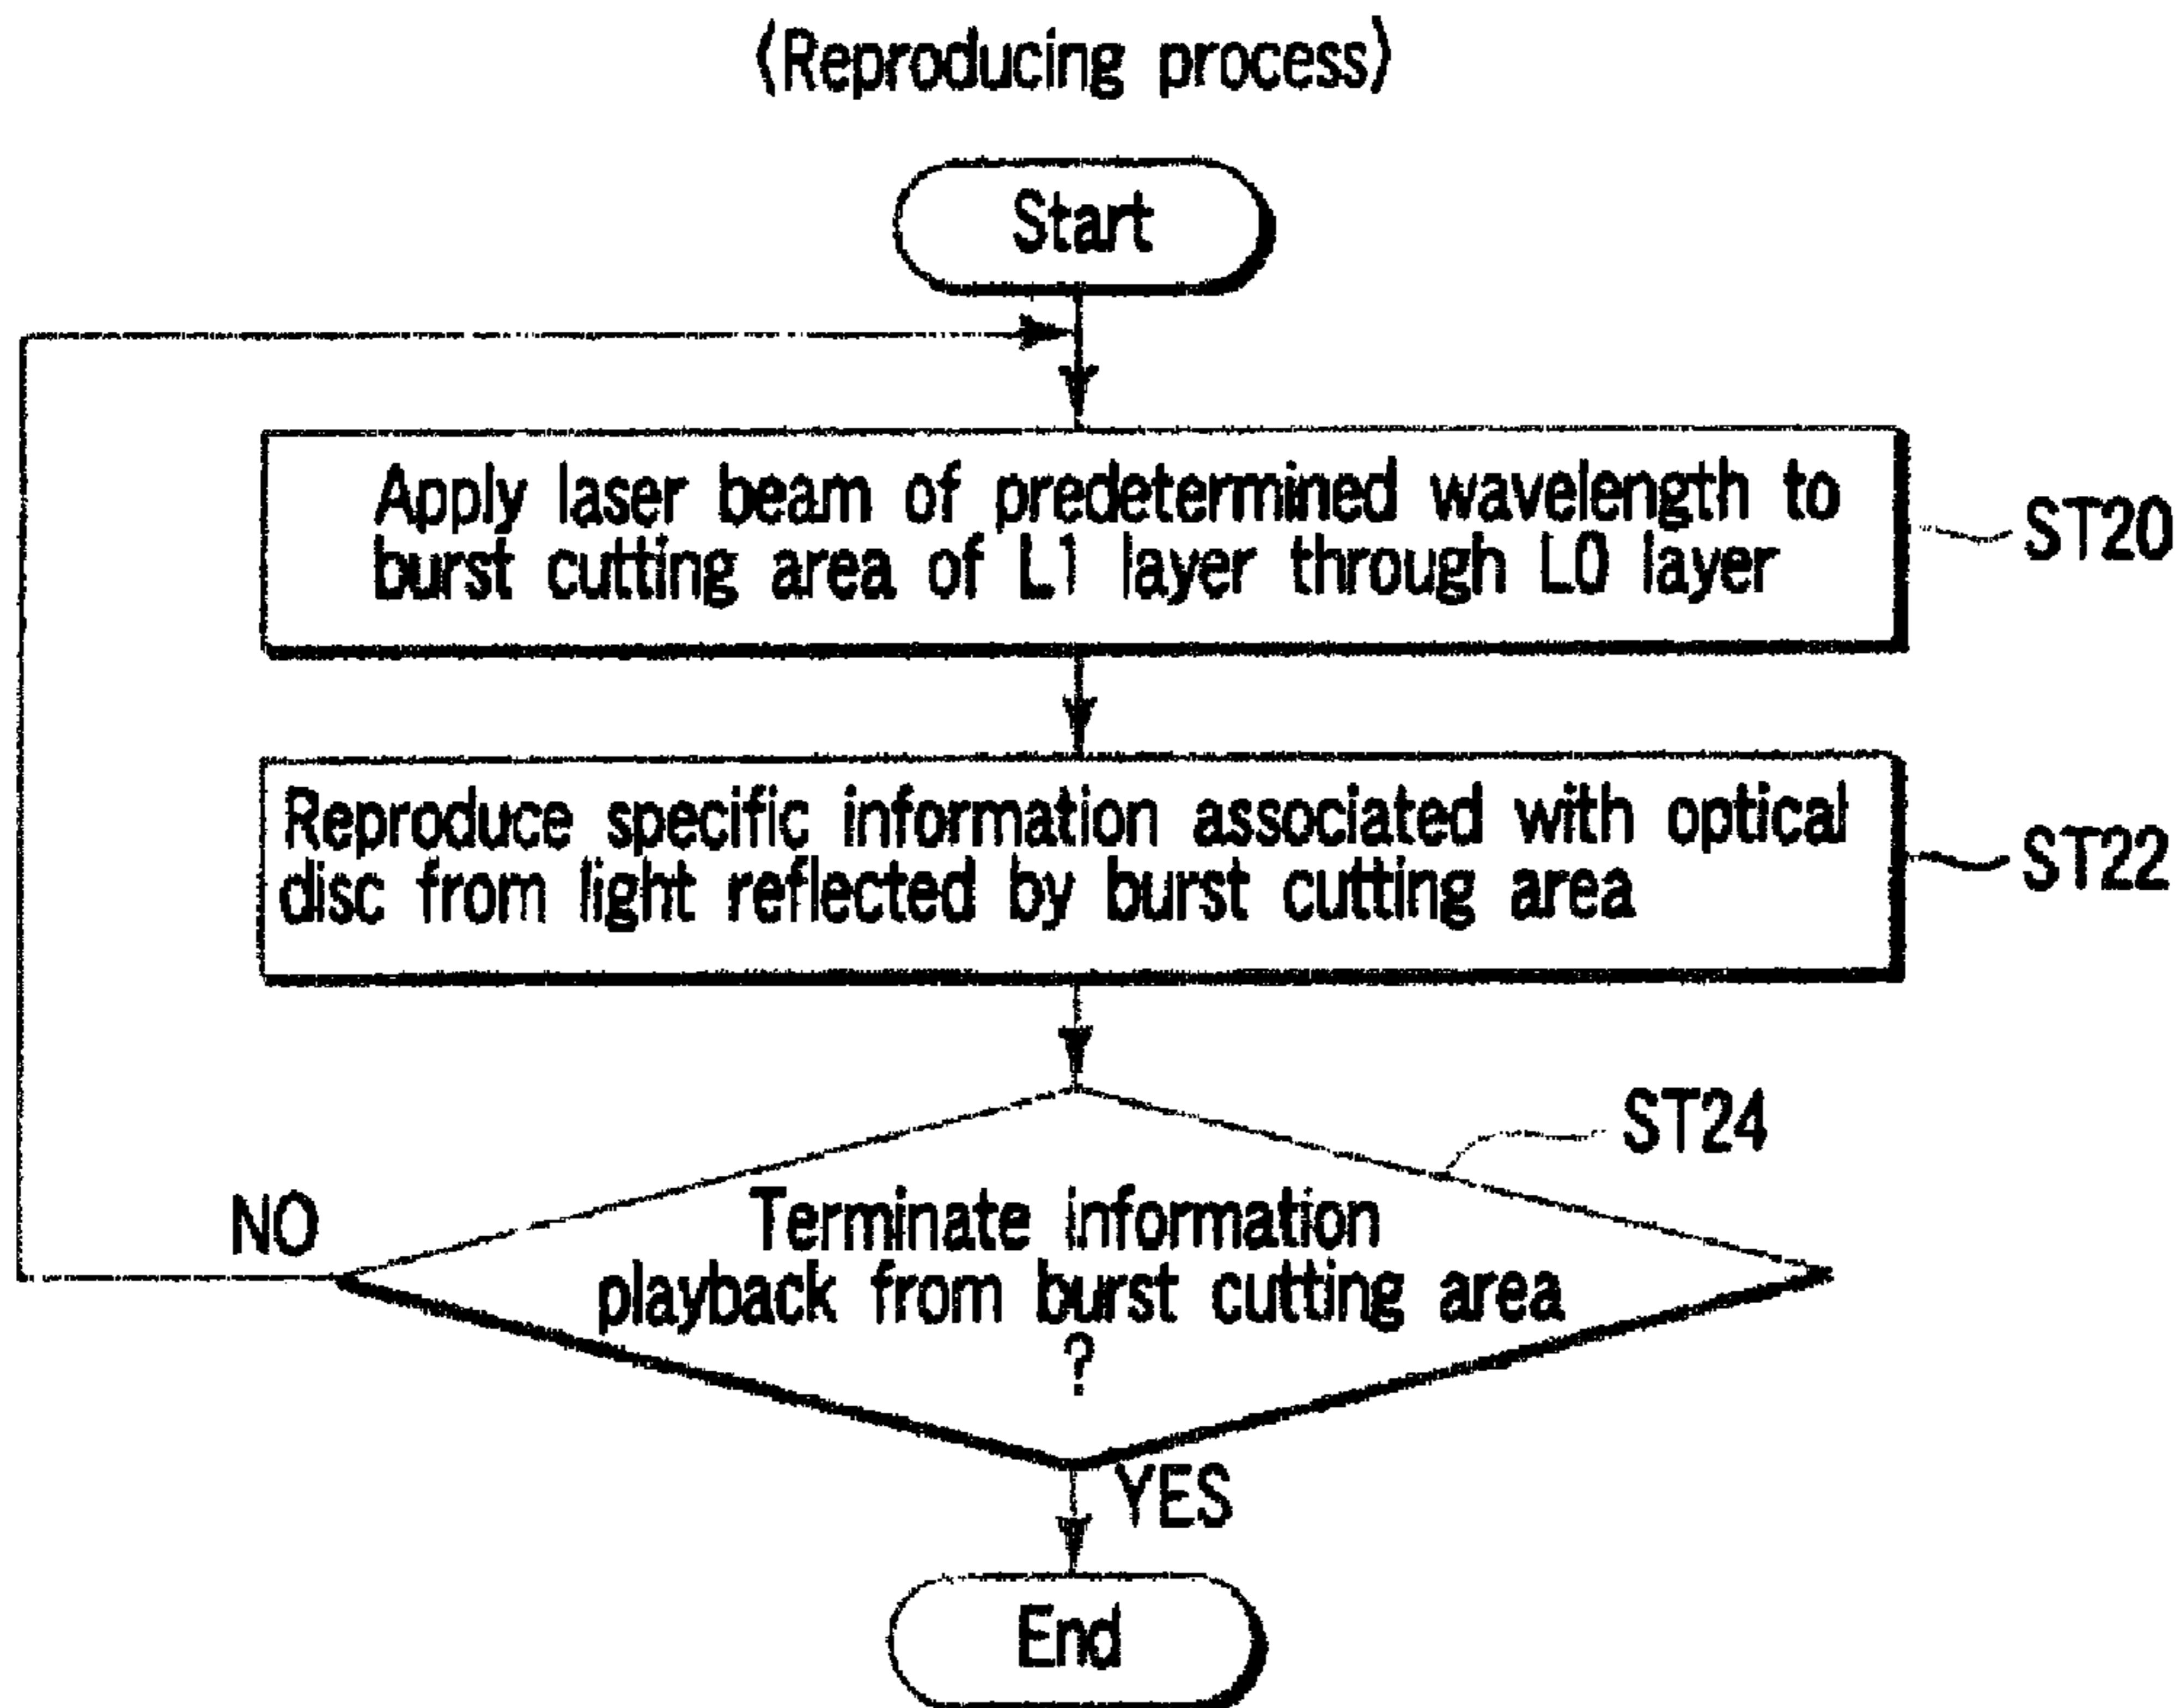 (Reproducing process)
Start
Apply laser beam of predetermined wavelength to
burst cutting area of L1 layer through L0 layer
ST20
Reproduce specific information associated with optical
disc from light reflected by burst cutting area
ST22
ST24
Terminate information
playback from burst cutting area
?
NO
YES
End